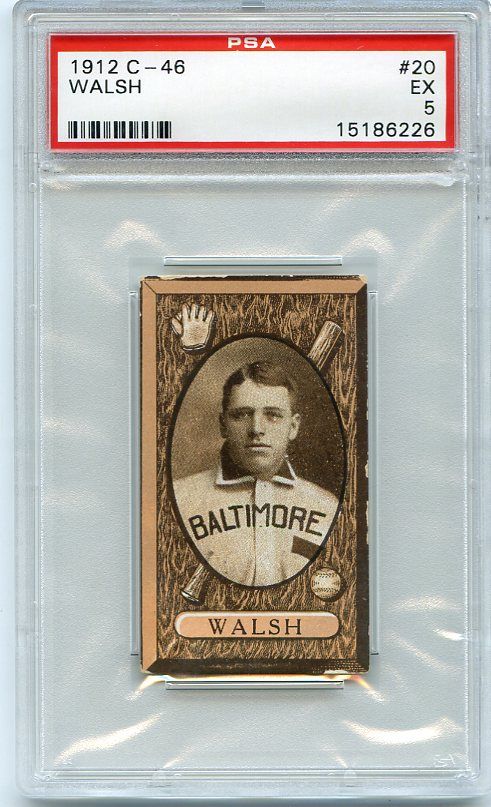 PSA
1912 C-46 #20
WALSH EX
5
15186226
BALTIMORE
WALSH